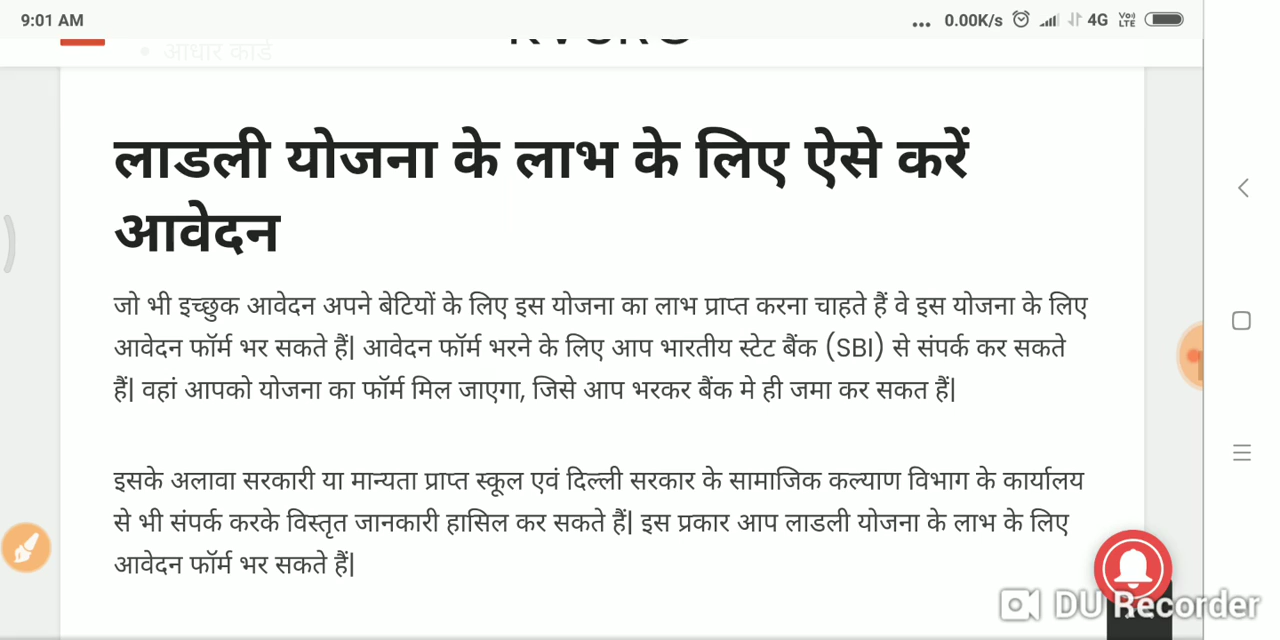 9:01 AM
... 0.00K/s 4G VoLTE
आधार कार्ड
लाडली योजना के लाभ के लिए ऐसे करें
आवेदन
जो भी इच्छुक आवेदन अपने बेटियों के लिए इस योजना का लाभ प्राप्त करना चाहते हैं वे इस योजना के लिए
आवेदन फॉर्म भर सकते हैं| आवेदन फॉर्म भरने के लिए आप भारतीय स्टेट बैंक (SBI) से संपर्क कर सकते
हैं| वहां आपको योजना का फॉर्म मिल जाएगा, जिसे आप भरकर बैंक मे ही जमा कर सकत हैं|
इसके अलावा सरकारी या मान्यता प्राप्त स्कूल एवं दिल्ली सरकार के सामाजिक कल्याण विभाग के कार्यालय
से भी संपर्क करके विस्तृत जानकारी हासिल कर सकते हैं| इस प्रकार आप लाडली योजना के लाभ के लिए
आवेदन फॉर्म भर सकते हैं|
DU Recorder